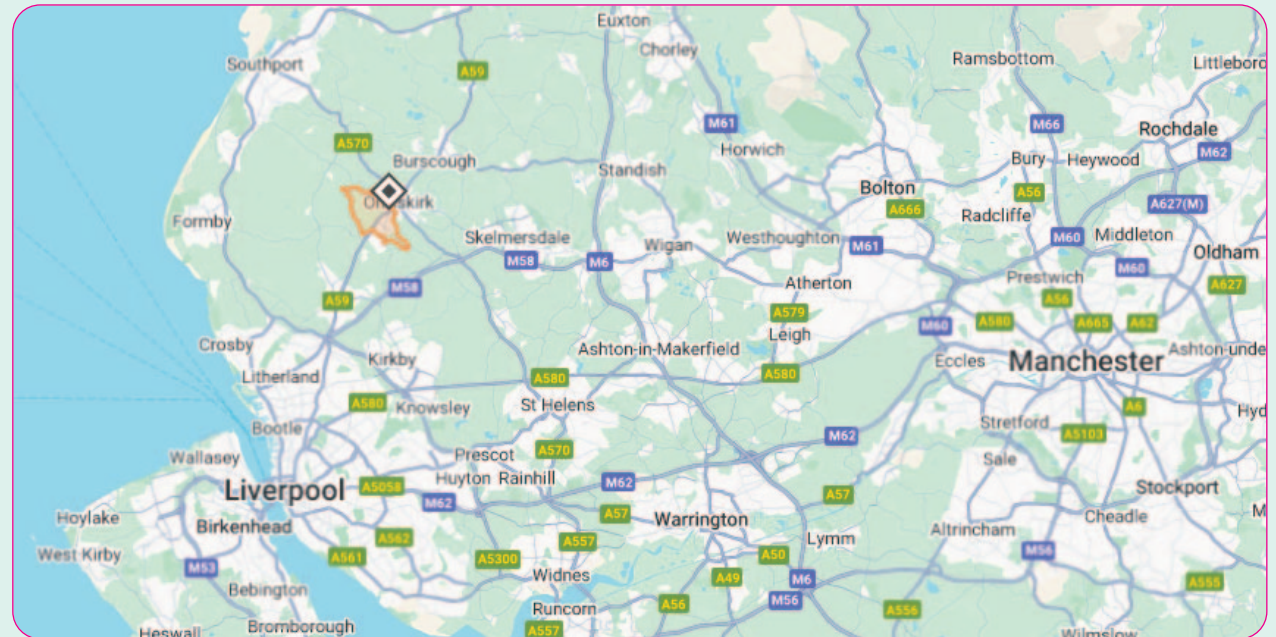 Euxton
Chorley
Southport
A59
Ramsbottom
M61
M66
Rochdale
M62
A570
Burscough
Standish
Horwich
Bury
Heywood
Bolton
A56
A666
Radcliffe
A627(M)
Formby
Skelmersdale
M58
M6
Wigan
Westhoughton
M61
M60
Middleton
Oldham
Prestwich
M60
Atherton
A627
M58
A59
A579
A56
Leigh
M60
A580
A665
A62
Crosby
Kirkby
Ashton-in-Makerfield
Eccles
Manchester
Ashton-unde
Litherland
A580
A580
A580
Knowsley
St Helens
A6
Hyd
Bootle
M62
Stretford
A5103
Wallasey
Prescot
A570
Sale
Liverpool
A5058
Huyton
Rainhill
M62
M62
A57
Stockport
Hoylake
Birkenhead
A57
Warrington
Cheadle
M
West Kirby
A562
A561
A557
A5300
A50
Lymm
Altrincham
M56
M53
Bebington
Widnes
A49
M6
A555
Runcorn
A56
M56
A556
Heswall
Bromborough
A557
Wilmslow